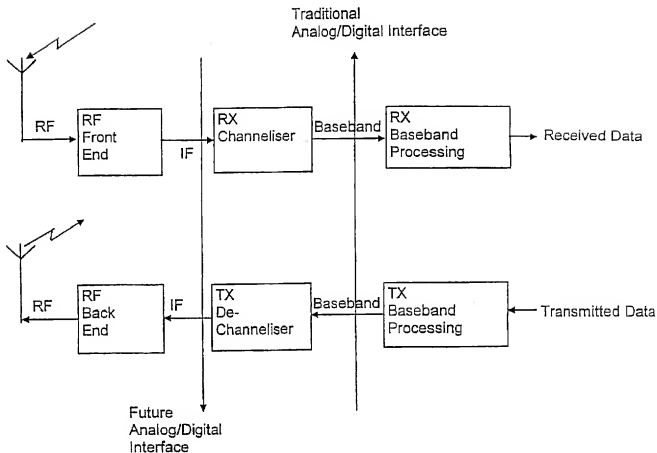 Traditional
Analog/Digital Interface
RF
RF
Front
End
IF
RX
Channeliser
Baseband
RX
Baseband
Processing
Received Data
RF
RF
Back
End
IF
TX
De-
Channeliser
Baseband
TX
Baseband
Processing
Transmitted Data
Future
Analog/Digital
Interface